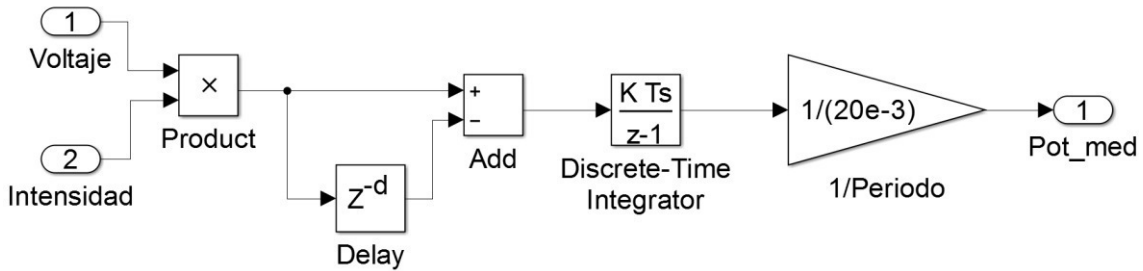 1
Voltaje
2
Intensidad
×
Product
Z-d
Delay
+
−
Add
K Ts
z-1
Discrete-Time
Integrator
1/(20e-3)
1/Periodo
1
Pot_med